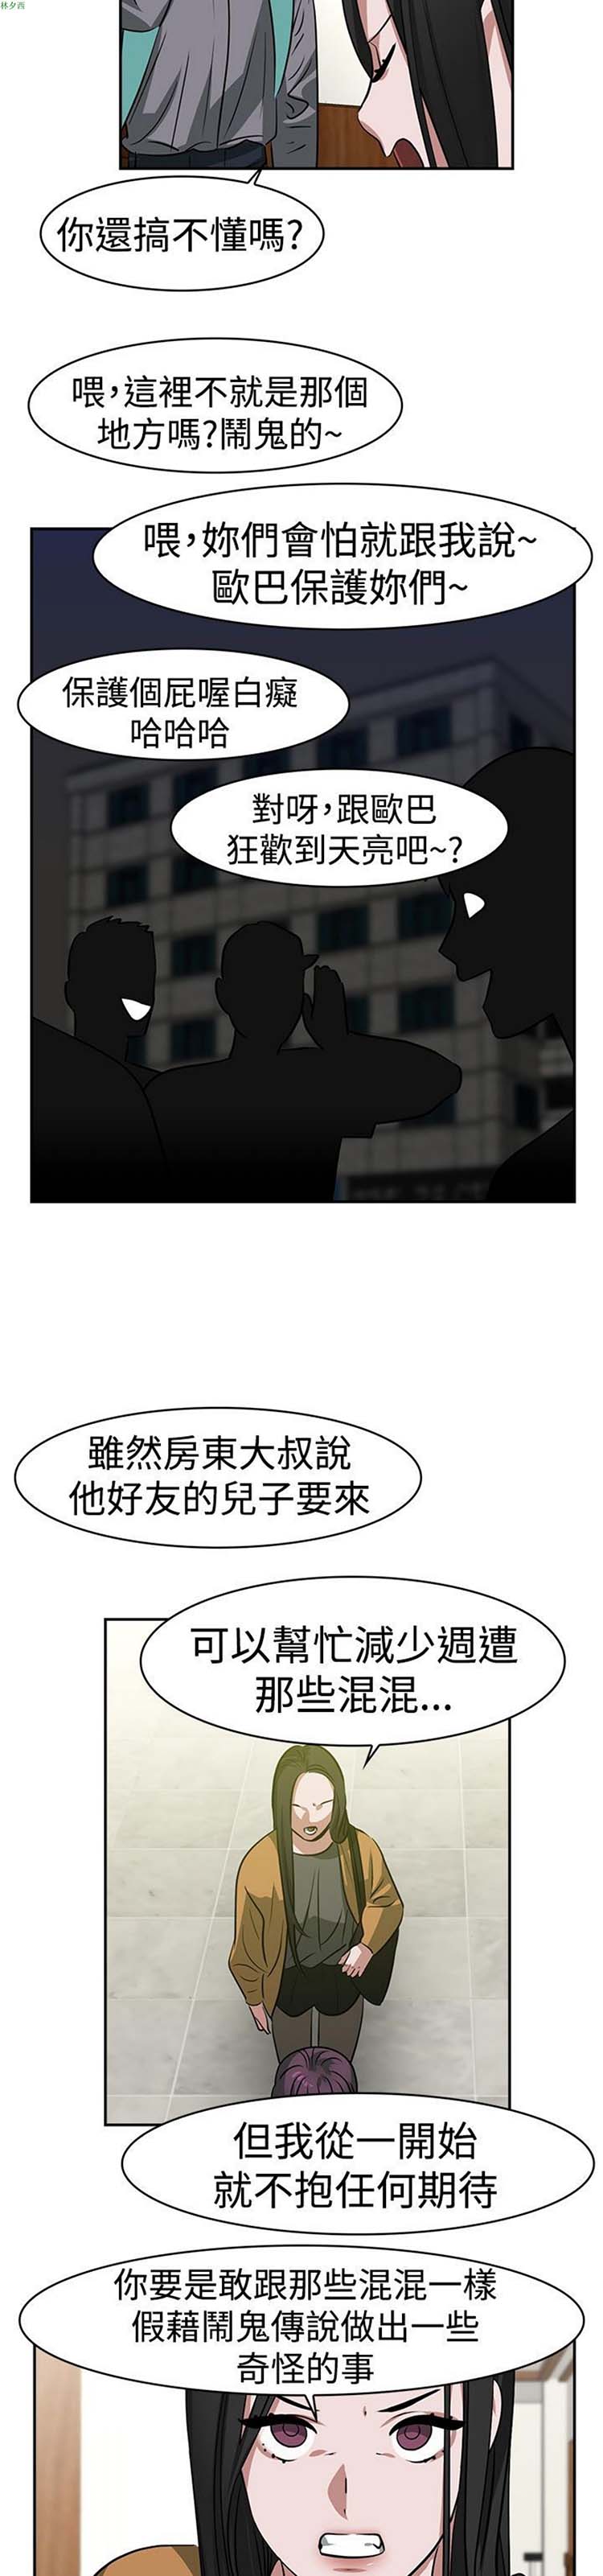 林夕西
你還搞不懂嗎?
喂,這裡不就是那個
地方嗎?鬧鬼的~
喂,妳們會怕就跟我說~
歐巴保護妳們~
保護個屁喔白癡
哈哈哈
對呀,跟歐巴
狂歡到天亮吧~?
雖然房東大叔說
他好友的兒子要來
可以幫忙減少週遭
那些混混...
但我從一開始
就不抱任何期待
你要是敢跟那些混混一樣
假藉鬧鬼傳說做出一些
奇怪的事